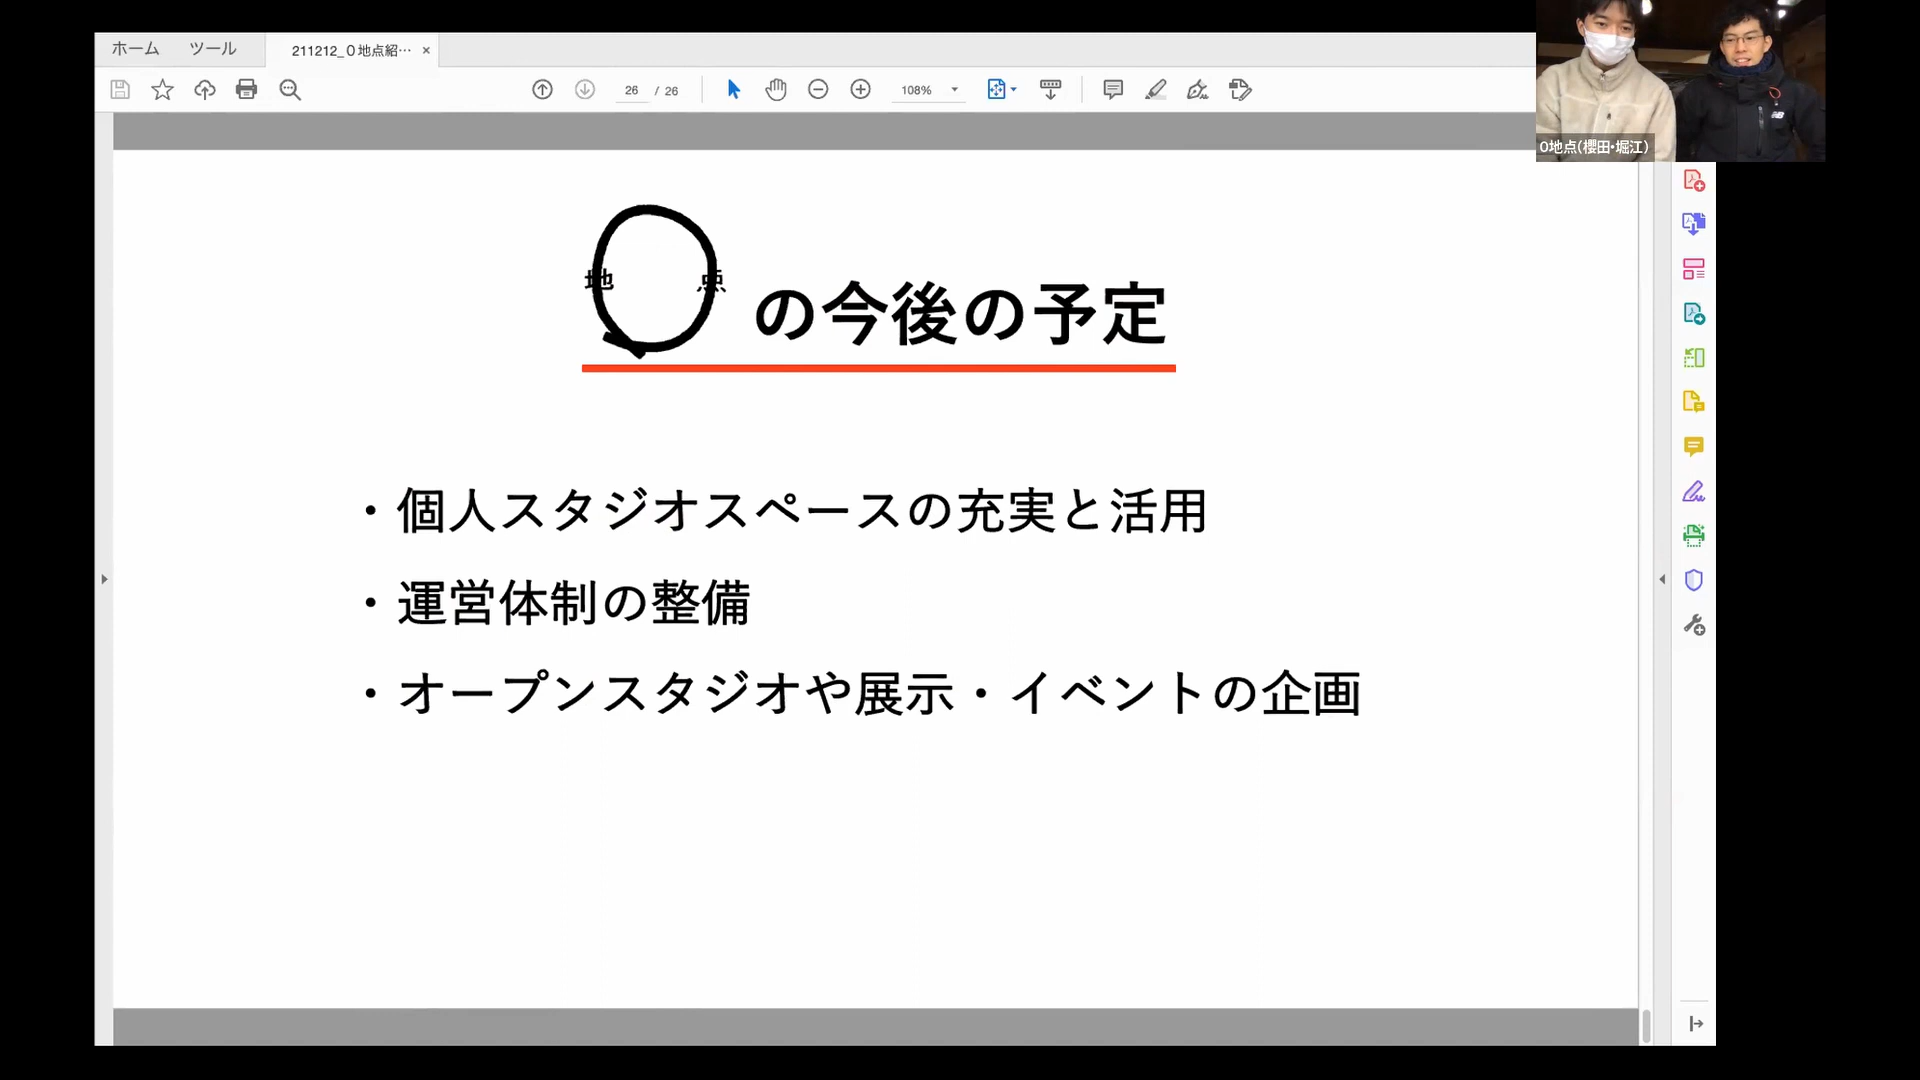 ホーム ツール 211212_０地点紹… ×
26 / 26 108%
0地点(櫻田・堀江)
地 点 の今後の予定
・個人スタジオスペースの充実と活用
・運営体制の整備
・オープンスタジオや展示・イベントの企画